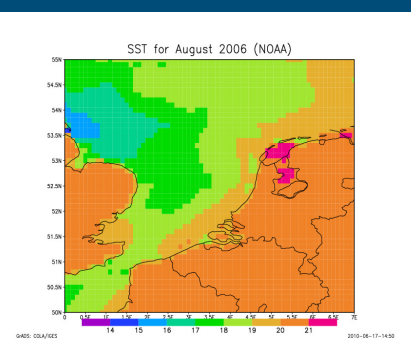 SST for August 2006 (NOAA)
55N
54.5N
54N
53.5N
53N
52.5N
52N
51.5N
51N
50.5N
50N
0 0.5E 1E 1.5E 2E 2.5E 3E 3.5E 4E 4.5E 5E 5.5E 6E 6.5E 7E
14 15 16 17 18 19 20 21
GrADS: COLA/IGES 2010-06-17-14:50